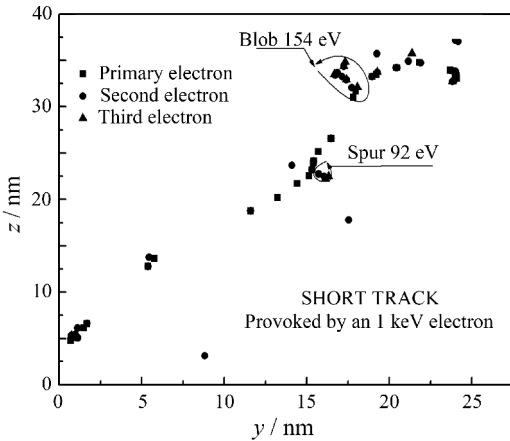 40
Blob 154 eV
Primary electron
Second electron
Third electron
30
Spur 92 eV
z / nm
20
SHORT TRACK
Provoked by an 1 keV electron
10
0
0 5 10 15 20 25
y / nm